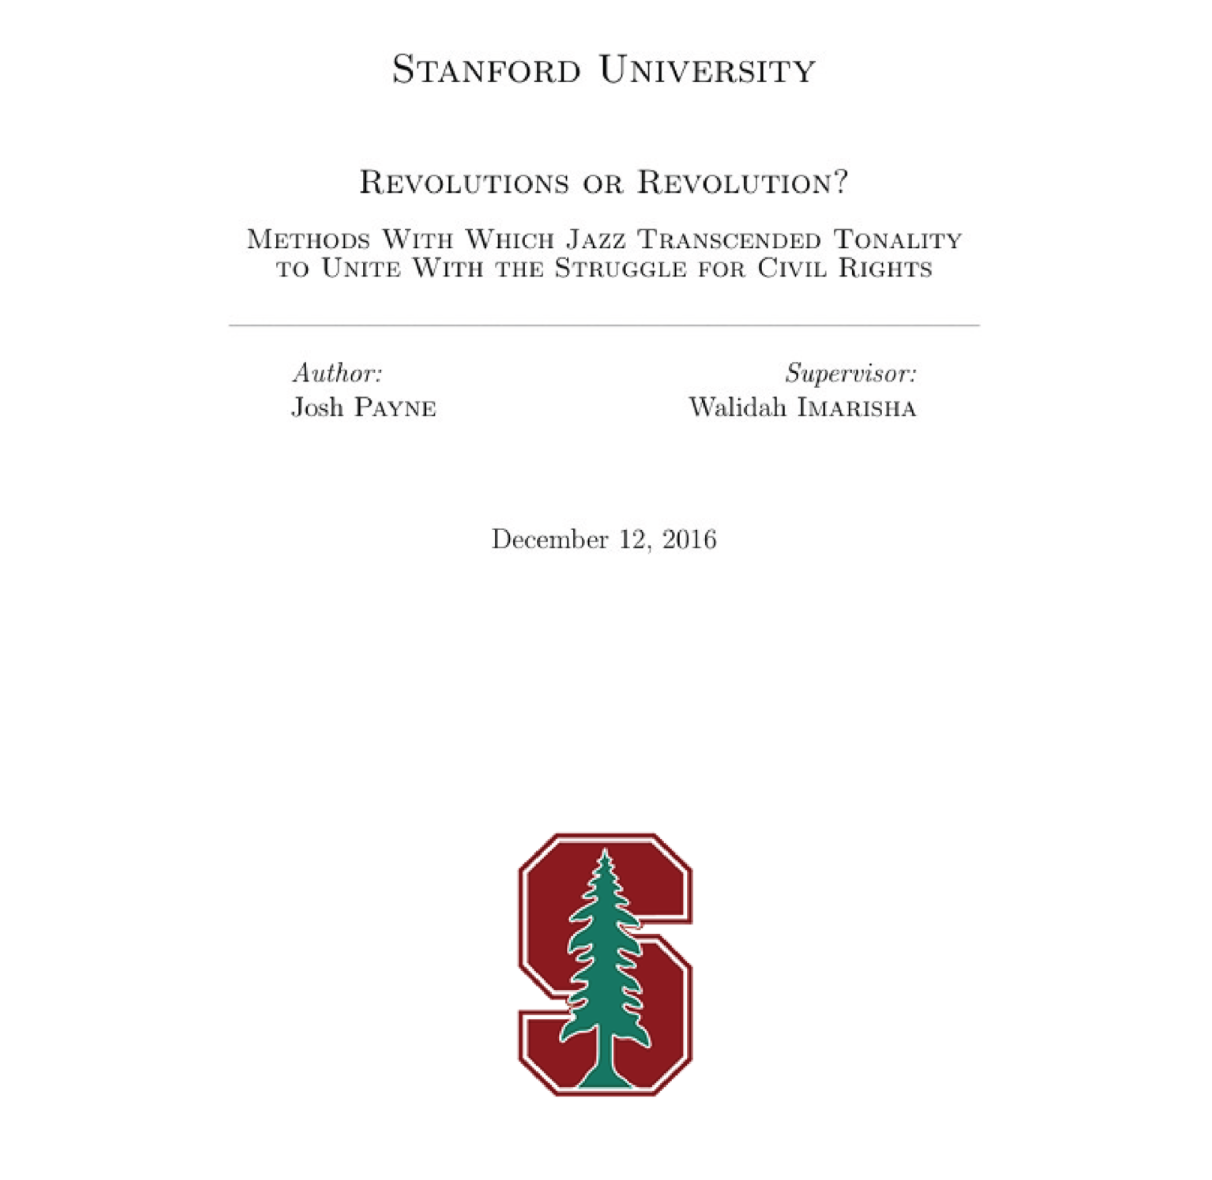 Stanford University
Revolutions or Revolution?
Methods With Which Jazz Transcended Tonality
to Unite With the Struggle for Civil Rights
Author: Supervisor:
Josh Payne Walidah Imarisha
December 12, 2016